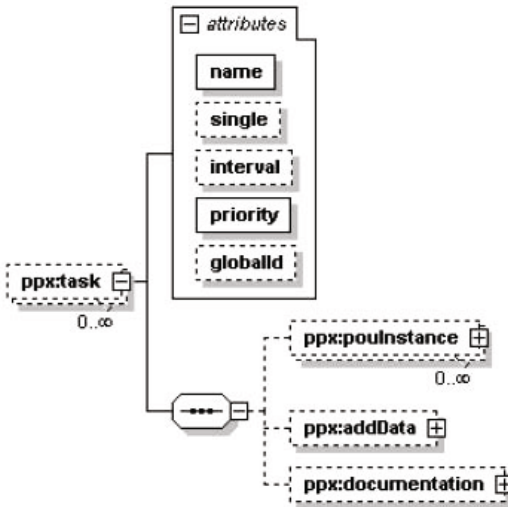 attributes
name
single
interval
priority
globalId
ppx:task
0..∞
ppx:pouInstance
0..∞
ppx:addData
ppx:documentation